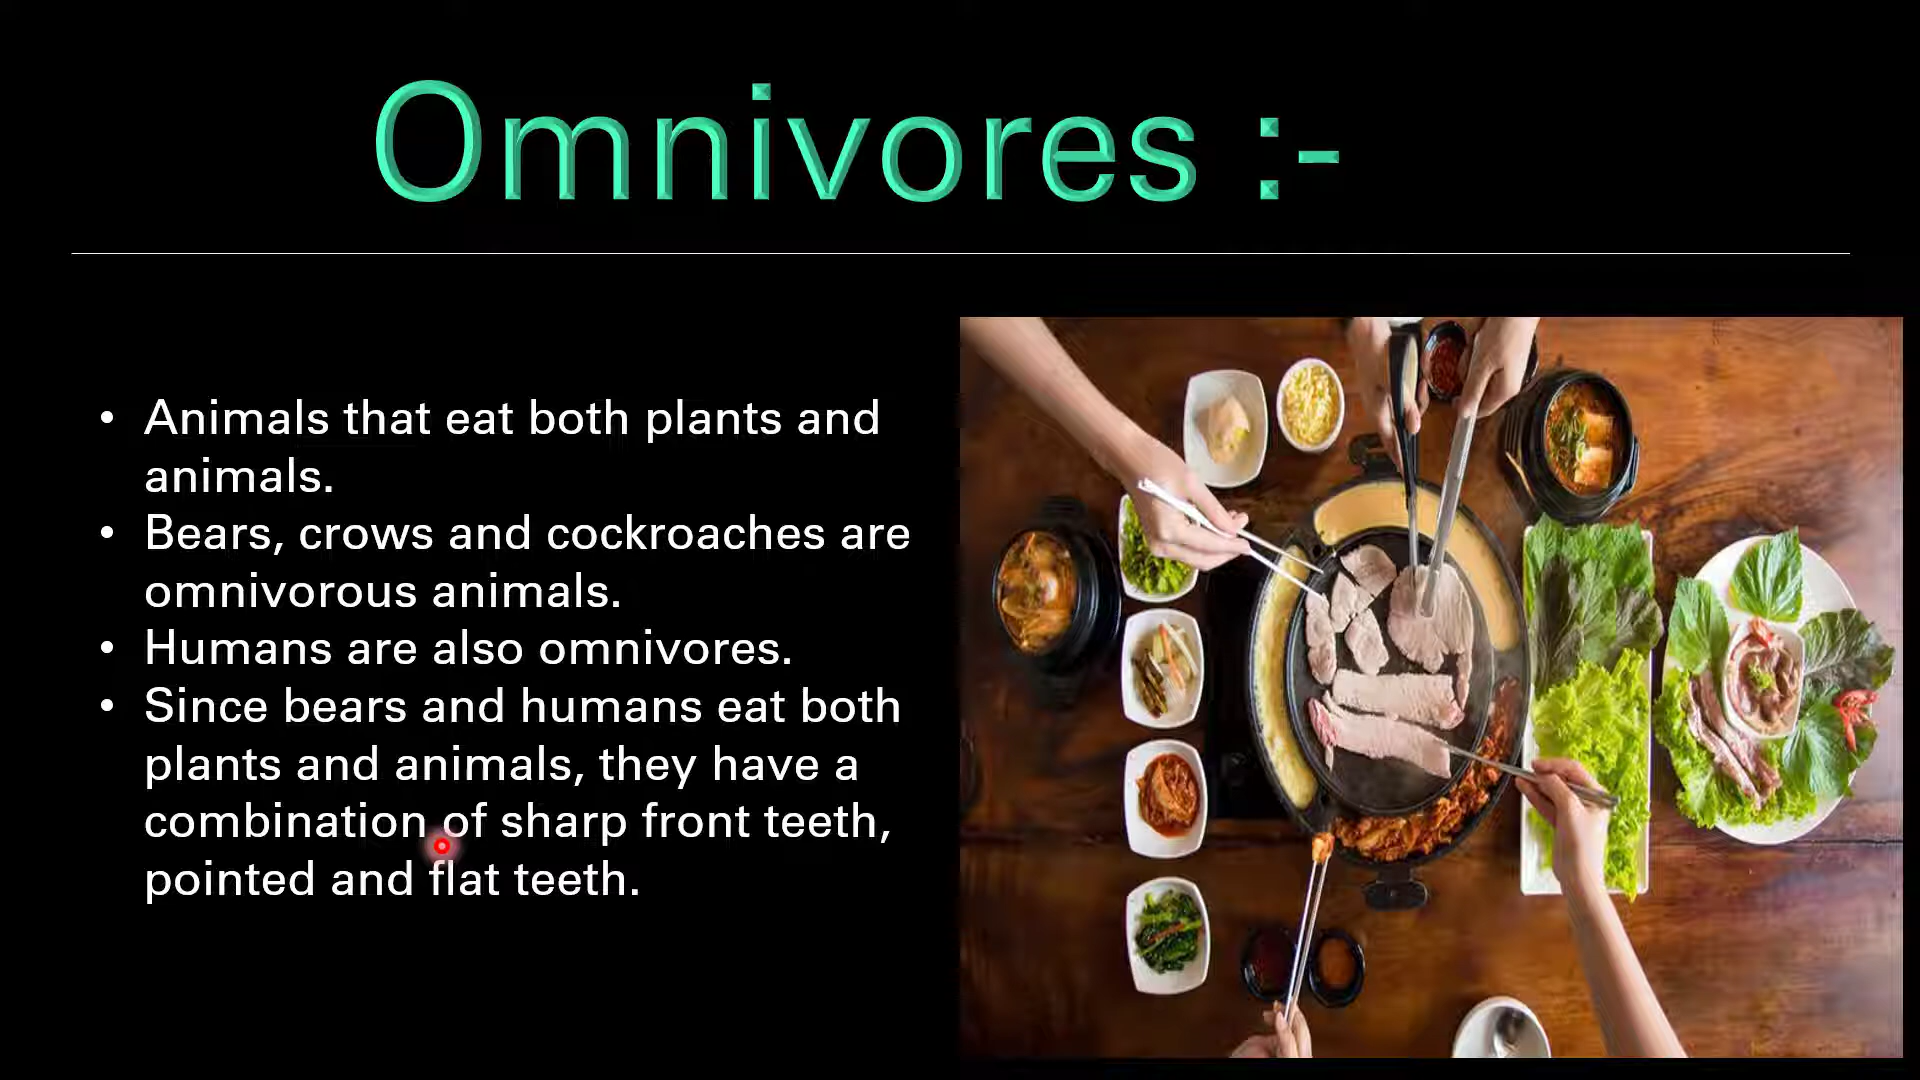 Omnivores :-
• Animals that eat both plants and
animals.
• Bears, crows and cockroaches are
omnivorous animals.
• Humans are also omnivores.
• Since bears and humans eat both
plants and animals, they have a
combination of sharp front teeth,
pointed and flat teeth.